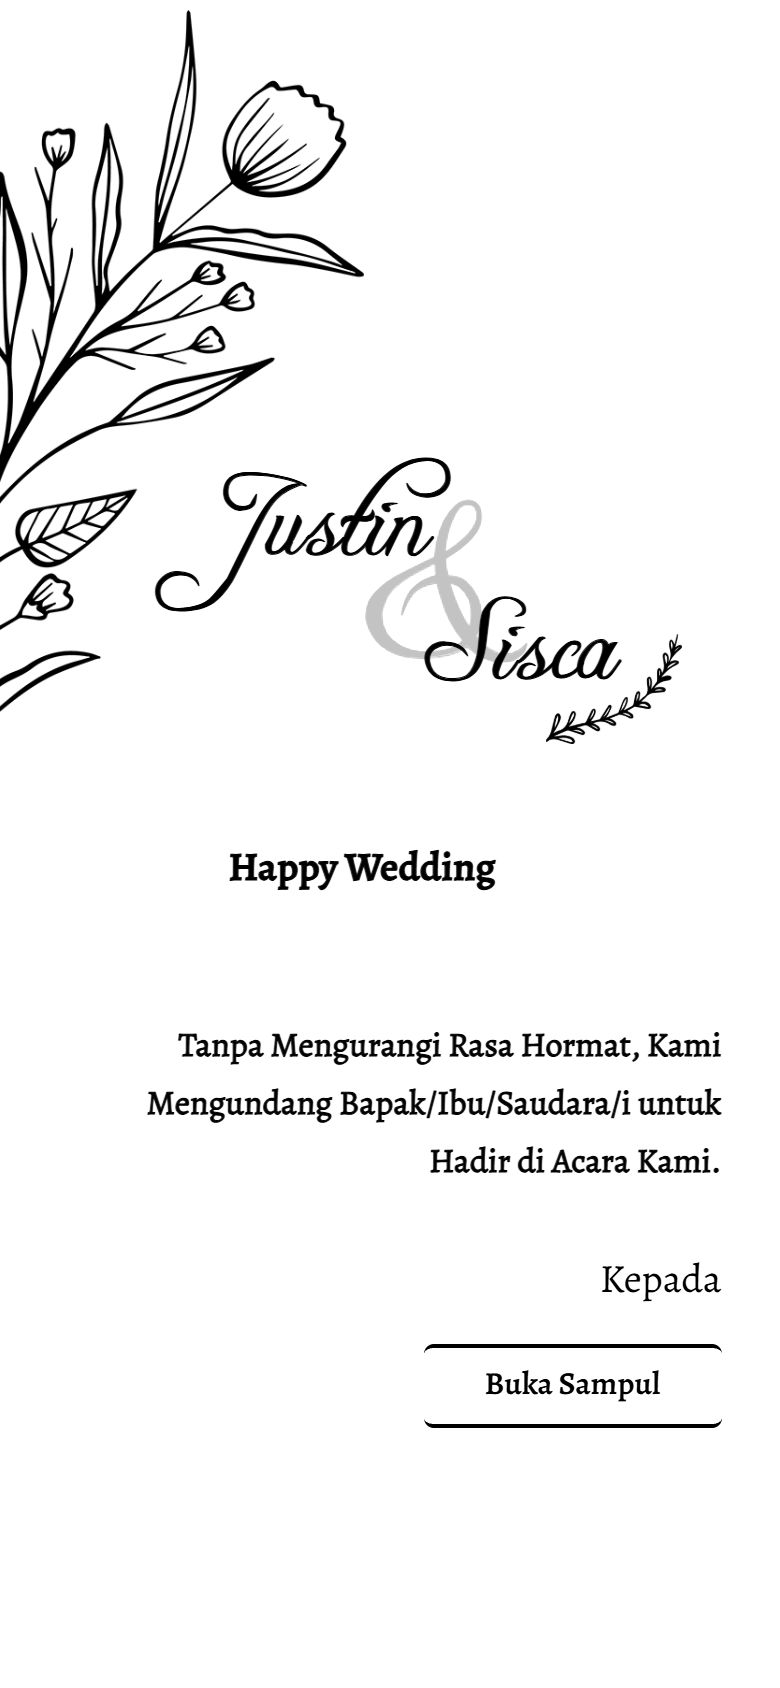 Justin
&
Sisca
Happy Wedding
Tanpa Mengurangi Rasa Hormat, Kami
Mengundang Bapak/Ibu/Saudara/i untuk
Hadir di Acara Kami.
Kepada
Buka Sampul